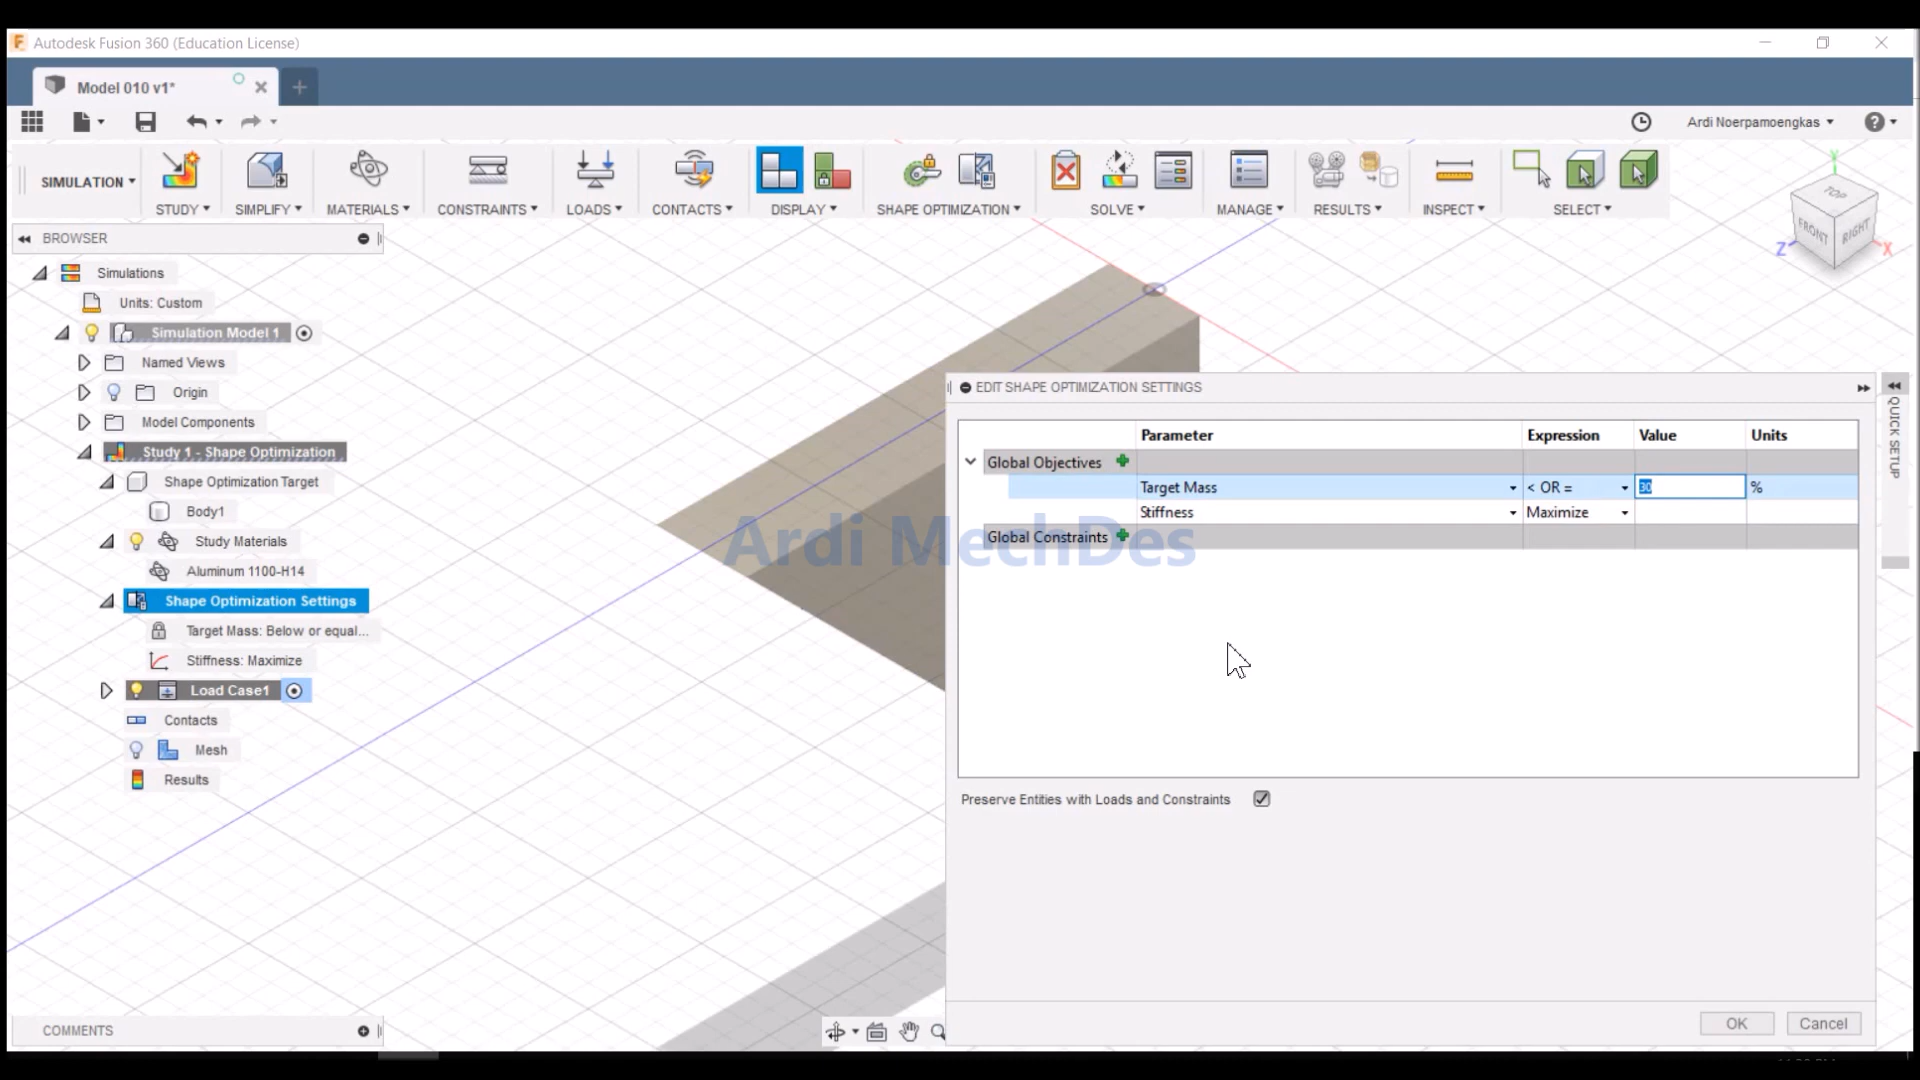 Autodesk Fusion 360 (Education License)
Model 010 v1*
Ardi Noerpamoengkas
SIMULATION
STUDY
SIMPLIFY
MATERIALS
CONSTRAINTS
LOADS
CONTACTS
DISPLAY
SHAPE OPTIMIZATION
SOLVE
MANAGE
RESULTS
INSPECT
SELECT
TOP
FRONT
RIGHT
Y
Z
X
BROWSER
Simulations
Units: Custom
Simulation Model 1
Named Views
Origin
Model Components
Study 1 - Shape Optimization
Shape Optimization Target
Body1
Study Materials
Aluminum 1100-H14
Shape Optimization Settings
Target Mass: Below or equal...
Stiffness: Maximize
Load Case1
Contacts
Mesh
Results
COMMENTS
EDIT SHAPE OPTIMIZATION SETTINGS
Parameter Expression Value Units
Global Objectives
Target Mass < OR = 30 %
Stiffness Maximize
Global Constraints
Ardi MechDes
Preserve Entities with Loads and Constraints
OK Cancel
QUICK SETUP